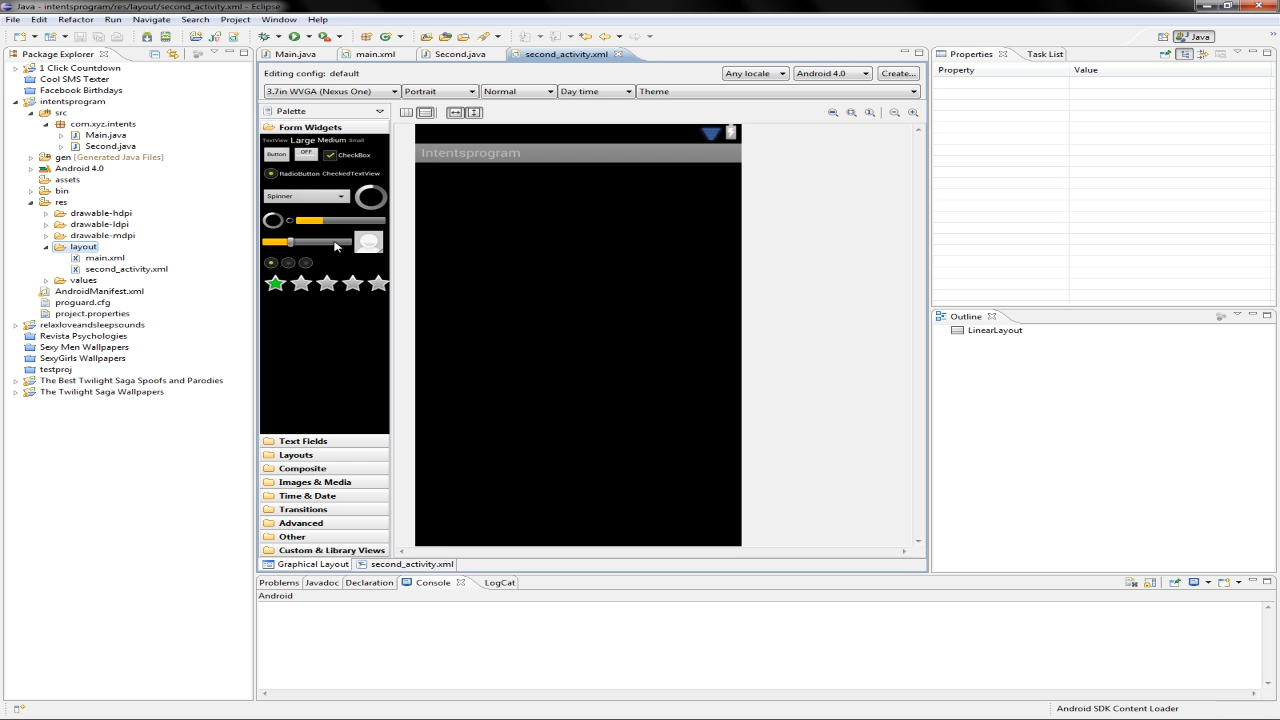 Java - intentsprogram/res/layout/second_activity.xml - Eclipse
File Edit Refactor Run Navigate Search Project Window Help
Java
Package Explorer
1 Click Countdown
Cool SMS Texter
Facebook Birthdays
intentsprogram
src
com.xyz.intents
Main.java
Second.java
gen [Generated Java Files]
Android 4.0
assets
bin
res
drawable-hdpi
drawable-ldpi
drawable-mdpi
layout
main.xml
second_activity.xml
values
AndroidManifest.xml
proguard.cfg
project.properties
relaxloveandsleepsounds
Revista Psychologies
Sexy Men Wallpapers
SexyGirls Wallpapers
testproj
The Best Twilight Saga Spoofs and Parodies
The Twilight Saga Wallpapers
Main.java main.xml Second.java second_activity.xml
Editing config: default Any locale Android 4.0 Create...
3.7in WVGA (Nexus One) Portrait Normal Day time Theme
Palette
Form Widgets
TextView Large Medium Small
Button OFF CheckBox
RadioButton CheckedTextView
Spinner
Text Fields
Layouts
Composite
Images & Media
Time & Date
Transitions
Advanced
Other
Custom & Library Views
Intentsprogram
Graphical Layout second_activity.xml
Properties Task List
Property Value
Outline
LinearLayout
Problems Javadoc Declaration Console LogCat
Android
Android SDK Content Loader